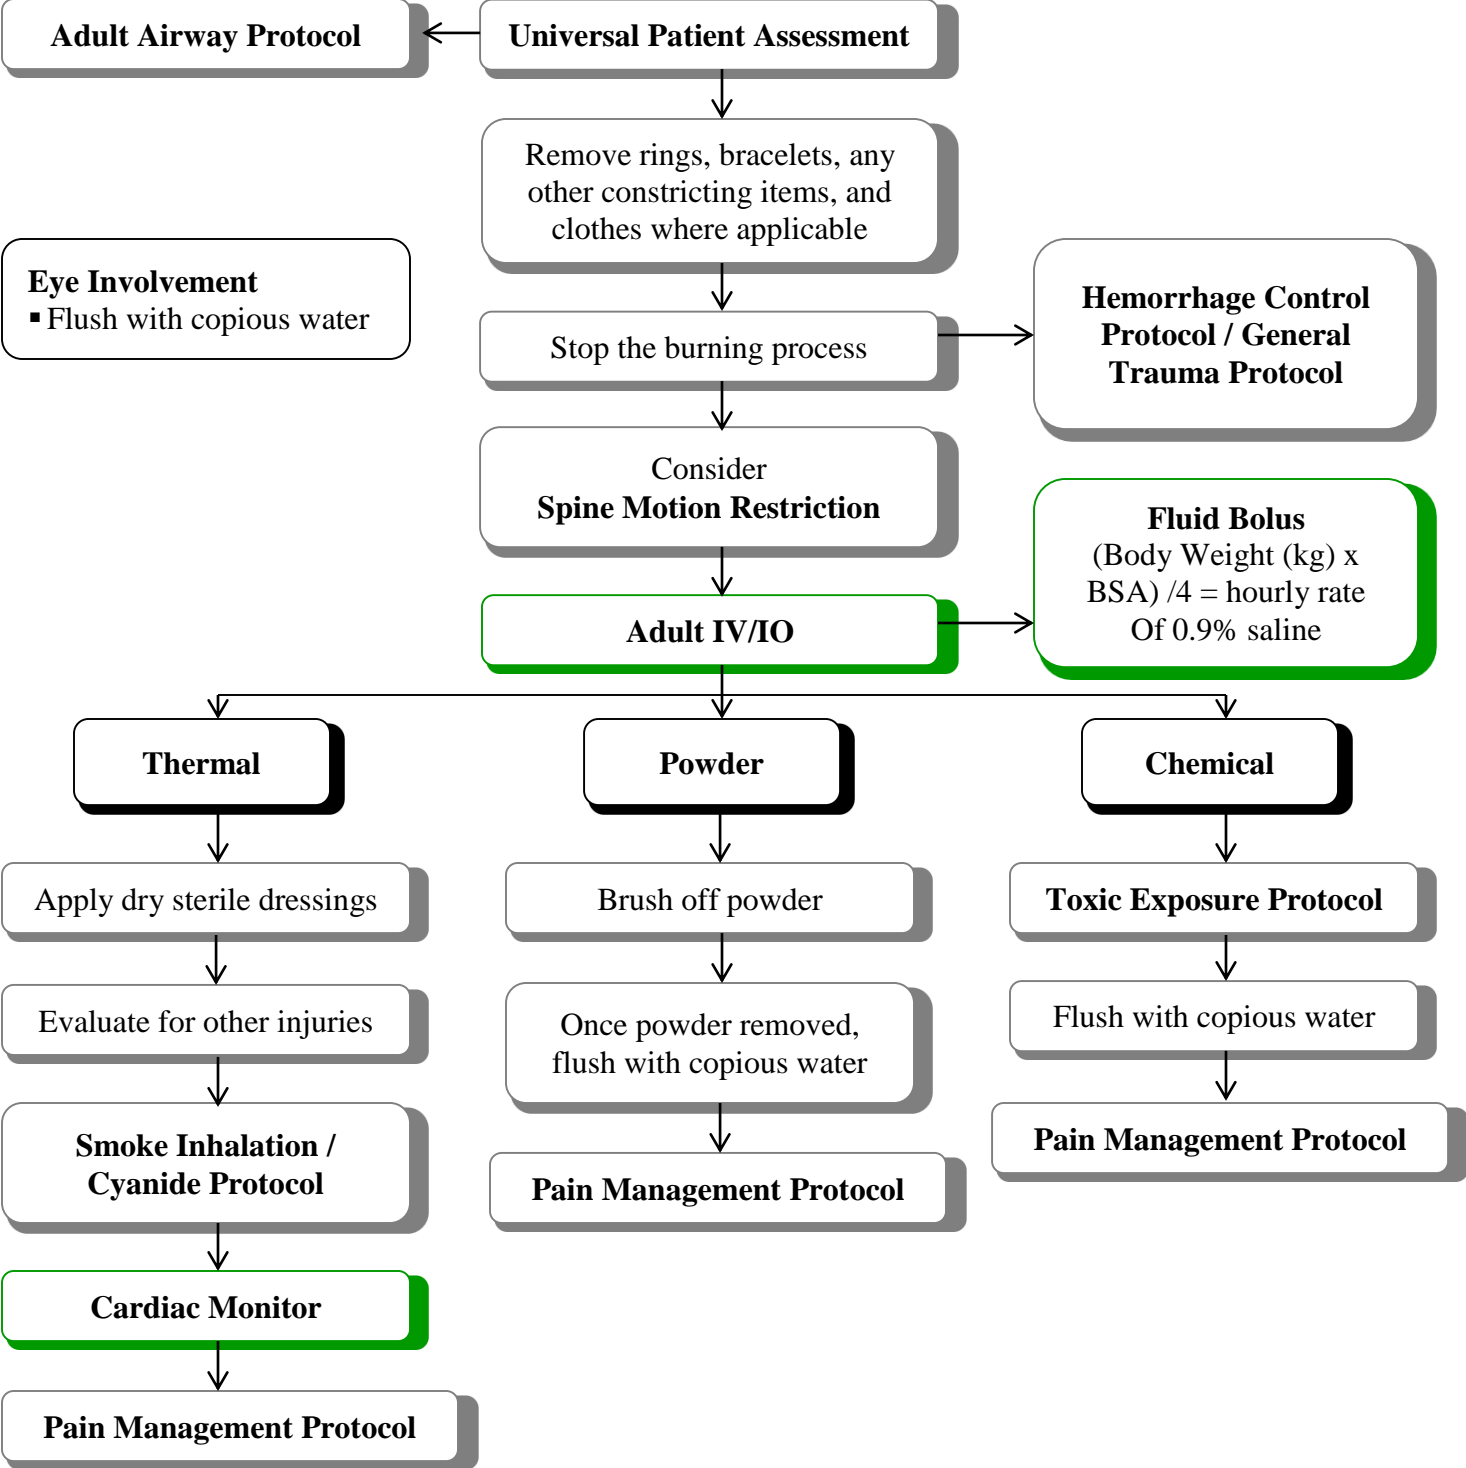 Adult Airway Protocol
Universal Patient Assessment
Remove rings, bracelets, any
other constricting items, and
clothes where applicable
Eye Involvement
▪ Flush with copious water
Stop the burning process
Hemorrhage Control
Protocol / General
Trauma Protocol
Consider
Spine Motion Restriction
Fluid Bolus
(Body Weight (kg) x
BSA) /4 = hourly rate
Of 0.9% saline
Adult IV/IO
Thermal
Powder
Chemical
Apply dry sterile dressings
Evaluate for other injuries
Smoke Inhalation /
Cyanide Protocol
Cardiac Monitor
Pain Management Protocol
Brush off powder
Once powder removed,
flush with copious water
Pain Management Protocol
Toxic Exposure Protocol
Flush with copious water
Pain Management Protocol